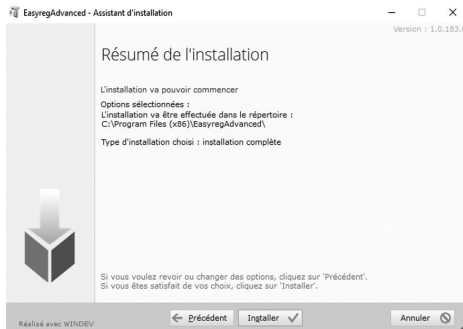 EasyregAdvanced - Assistant d'installation
Version : 1.0.183.
Résumé de l'installation
L'installation va pouvoir commencer
Options sélectionnées :
L'installation va être effectuée dans le répertoire :
C:\Program Files (x86)\EasyregAdvanced\
Type d'installation choisi : installation complète
Si vous voulez revoir ou changer des options, cliquez sur 'Précédent'.
Si vous êtes satisfait de vos choix, cliquez sur 'Installer'.
Réalisé avec WINDEV
Précédent
Installer
Annuler